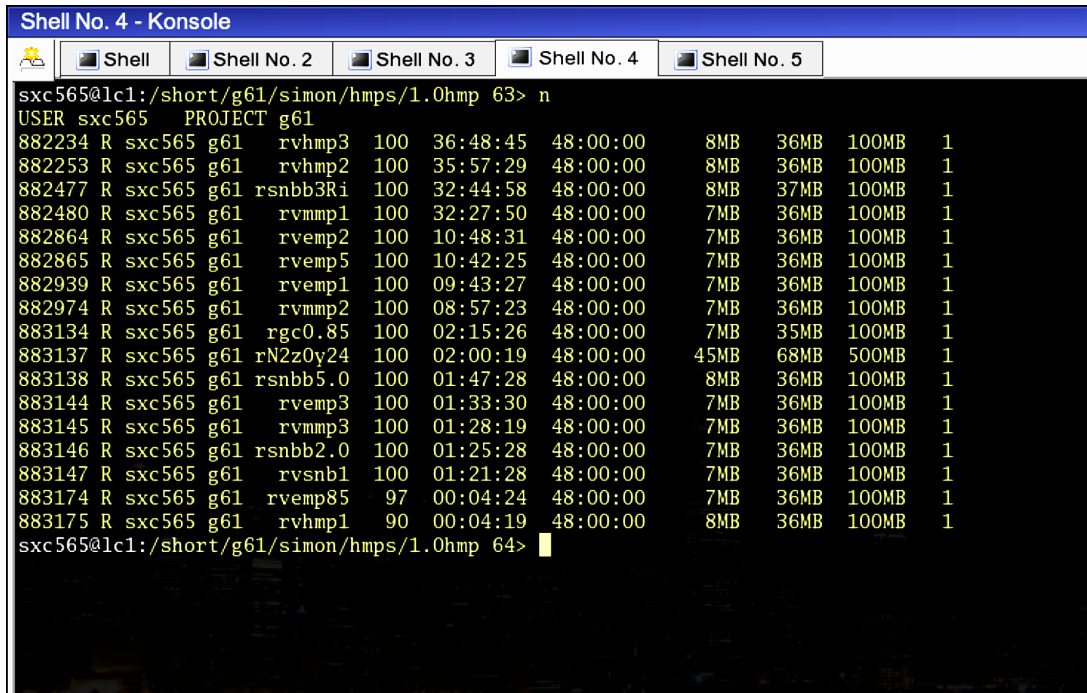 Shell No. 4 - Konsole
Shell Shell No. 2 Shell No. 3 Shell No. 4 Shell No. 5
sxc565@lc1:/short/g61/simon/hmps/1.0hmp 63> n
USER sxc565 PROJECT g61
882234 R sxc565 g61 rvhmp3 100 36:48:45 48:00:00 8MB 36MB 100MB 1
882253 R sxc565 g61 rvhmp2 100 35:57:29 48:00:00 8MB 36MB 100MB 1
882477 R sxc565 g61 rsnbb3Ri 100 32:44:58 48:00:00 8MB 37MB 100MB 1
882480 R sxc565 g61 rvmmp1 100 32:27:50 48:00:00 7MB 36MB 100MB 1
882864 R sxc565 g61 rvemp2 100 10:48:31 48:00:00 7MB 36MB 100MB 1
882865 R sxc565 g61 rvemp5 100 10:42:25 48:00:00 7MB 36MB 100MB 1
882939 R sxc565 g61 rvemp1 100 09:43:27 48:00:00 7MB 36MB 100MB 1
882974 R sxc565 g61 rvmmp2 100 08:57:23 48:00:00 7MB 36MB 100MB 1
883134 R sxc565 g61 rgc0.85 100 02:15:26 48:00:00 7MB 35MB 100MB 1
883137 R sxc565 g61 rN2z0y24 100 02:00:19 48:00:00 45MB 68MB 500MB 1
883138 R sxc565 g61 rsnbb5.0 100 01:47:28 48:00:00 8MB 36MB 100MB 1
883144 R sxc565 g61 rvemp3 100 01:33:30 48:00:00 7MB 36MB 100MB 1
883145 R sxc565 g61 rvmmp3 100 01:28:19 48:00:00 7MB 36MB 100MB 1
883146 R sxc565 g61 rsnbb2.0 100 01:25:28 48:00:00 7MB 36MB 100MB 1
883147 R sxc565 g61 rvsnb1 100 01:21:28 48:00:00 7MB 36MB 100MB 1
883174 R sxc565 g61 rvemp85 97 00:04:24 48:00:00 7MB 36MB 100MB 1
883175 R sxc565 g61 rvhmp1 90 00:04:19 48:00:00 8MB 36MB 100MB 1
sxc565@lc1:/short/g61/simon/hmps/1.0hmp 64>